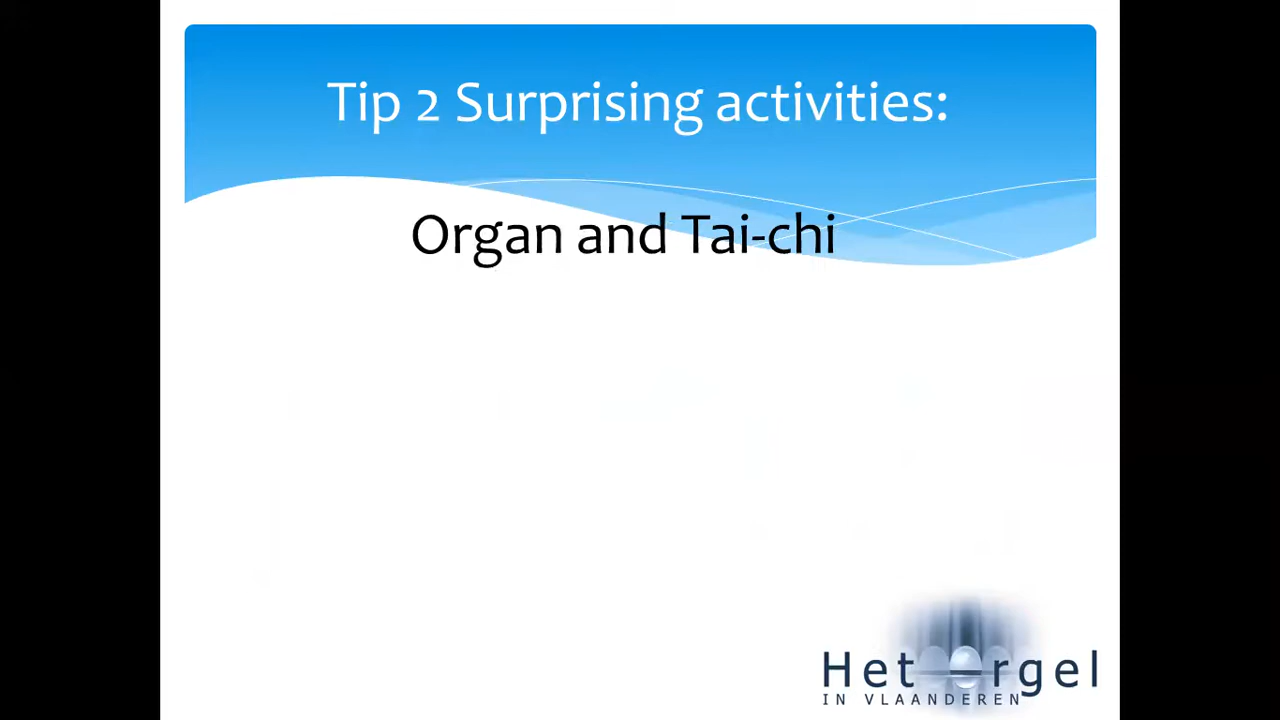 Tip 2 Surprising activities:
Organ and Tai-chi
Het orgel
IN VLAANDEREN